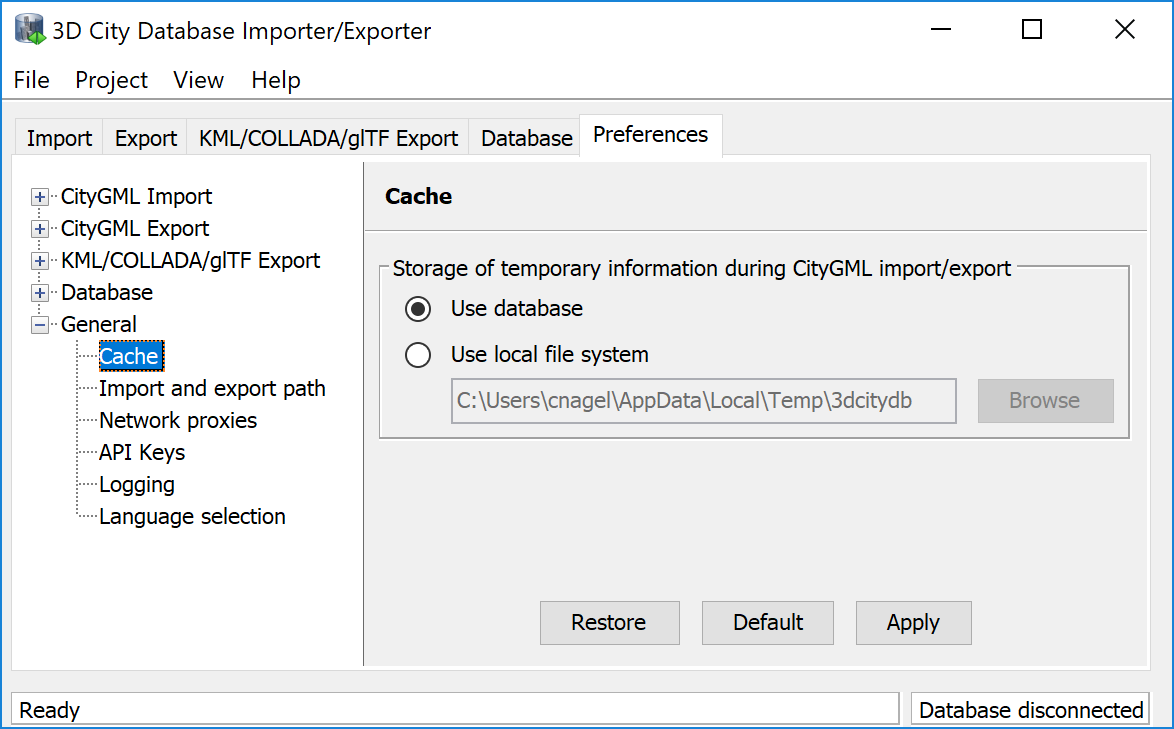 3D City Database Importer/Exporter
File Project View Help
Import Export KML/COLLADA/glTF Export Database Preferences
CityGML Import
CityGML Export
KML/COLLADA/glTF Export
Database
General
Cache
Import and export path
Network proxies
API Keys
Logging
Language selection
Cache
Storage of temporary information during CityGML import/export
Use database
Use local file system
C:\Users\cnagel\AppData\Local\Temp\3dcitydb Browse
Restore Default Apply
Ready Database disconnected